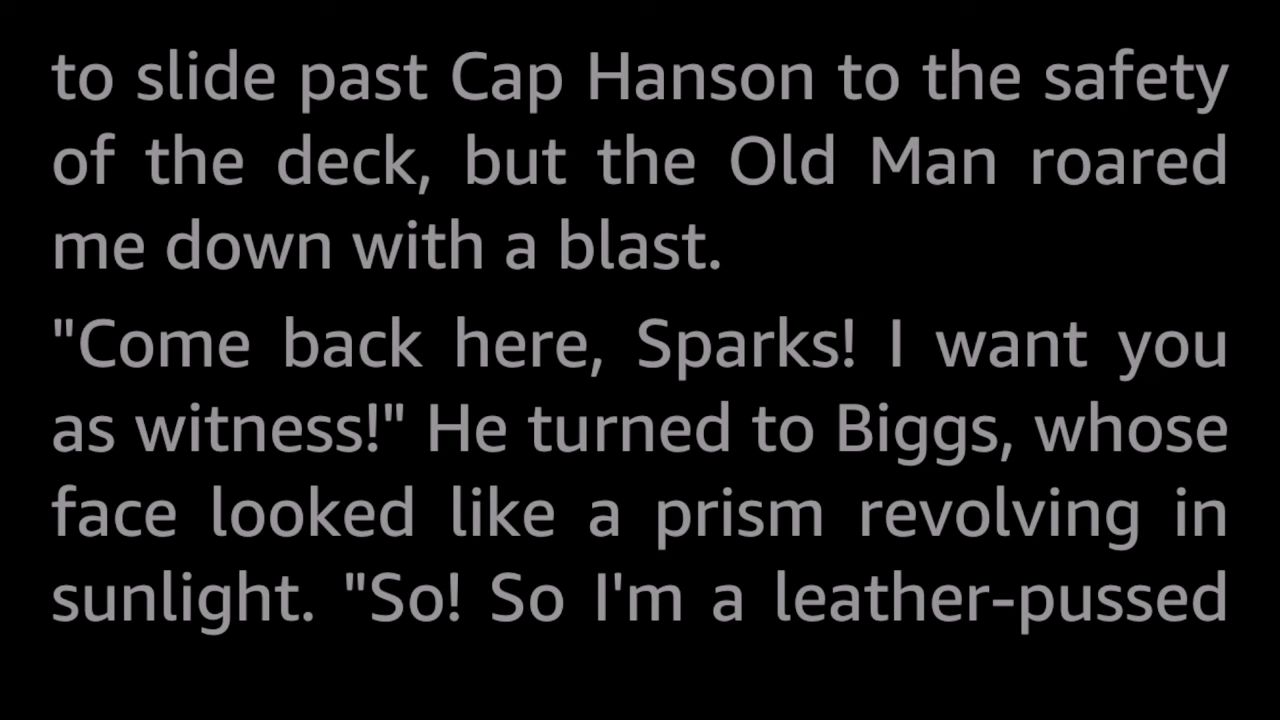 to slide past Cap Hanson to the safety
of the deck, but the Old Man roared
me down with a blast.
"Come back here, Sparks! I want you
as witness!" He turned to Biggs, whose
face looked like a prism revolving in
sunlight. "So! So I'm a leather-pussed